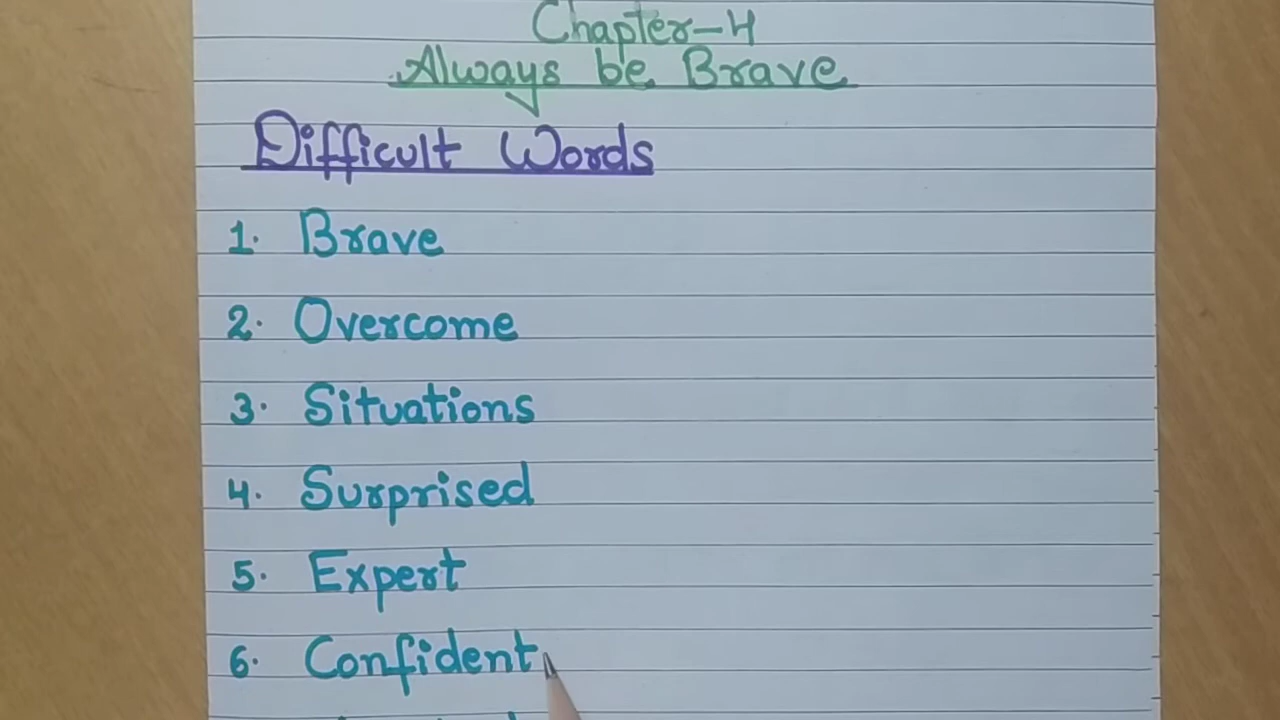 Chapter-4
Always be Brave
Difficult Words
1. Brave
2. Overcome
3. Situations
4. Surprised
5. Expert
6. Confident